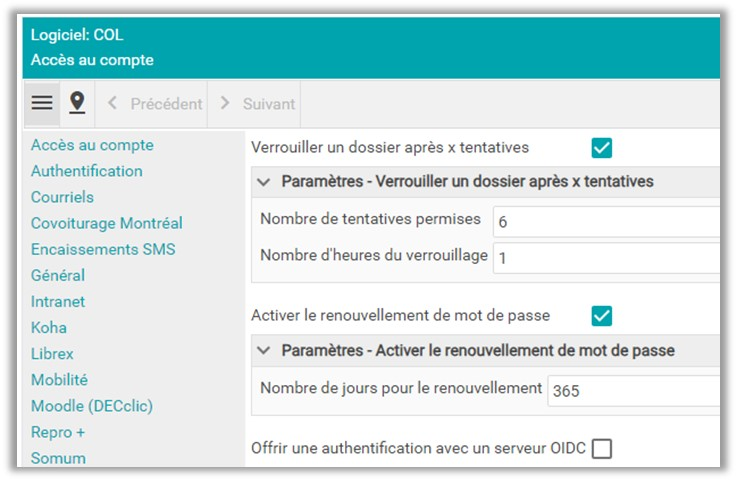 Logiciel: COL
Accès au compte
Précédent Suivant
Accès au compte
Authentification
Courriels
Covoiturage Montréal
Encaissements SMS
Général
Intranet
Koha
Librex
Mobilité
Moodle (DECclic)
Repro +
Somum
Verrouiller un dossier après x tentatives
Paramètres - Verrouiller un dossier après x tentatives
Nombre de tentatives permises 6
Nombre d'heures du verrouillage 1
Activer le renouvellement de mot de passe
Paramètres - Activer le renouvellement de mot de passe
Nombre de jours pour le renouvellement 365
Offrir une authentification avec un serveur OIDC